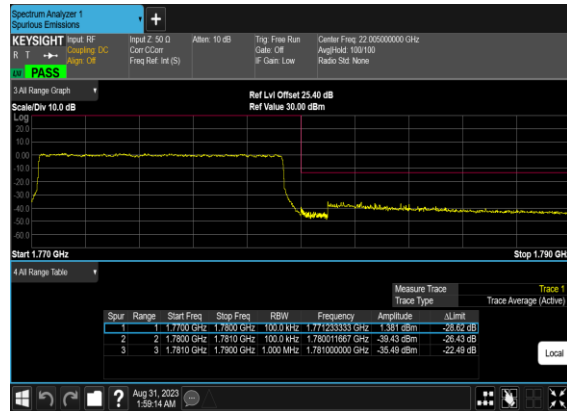 Spectrum Analyzer 1
Spurious Emissions
+
KEYSIGHT Input: RF Input Z: 50 Ω Atten: 10 dB Trig: Free Run Center Freq: 22.005000000 GHz
R T Coupling: DC Corr CCorr Gate: Off Avg|Hold: 100/100
Align: Off Freq Ref: Int (S) IF Gain: Low Radio Std: None
PASS
3 All Range Graph Ref Lvl Offset 25.40 dB
Scale/Div 10.0 dB Ref Value 30.00 dBm
Log
20.0
10.0
0.00
-10.0
-20.0
-30.0
-40.0
-50.0
-60.0
Start 1.770 GHz Stop 1.790 GH
4 All Range Table
Measure Trace Trace 1
Trace Type Trace Average (Active)
Spur Range Start Freq Stop Freq RBW Frequency Amplitude ΔLimit
1 1 1.7700 GHz 1.7800 GHz 100.0 kHz 1.771233333 GHz 1.381 dBm -28.62 dB
2 2 1.7800 GHz 1.7810 GHz 100.0 kHz 1.780011667 GHz -39.43 dBm -26.43 dB
3 3 1.7810 GHz 1.7900 GHz 1.000 MHz 1.781000000 GHz -35.49 dBm -22.49 dB
Local
? Aug 31, 2023
1:59:14 AM